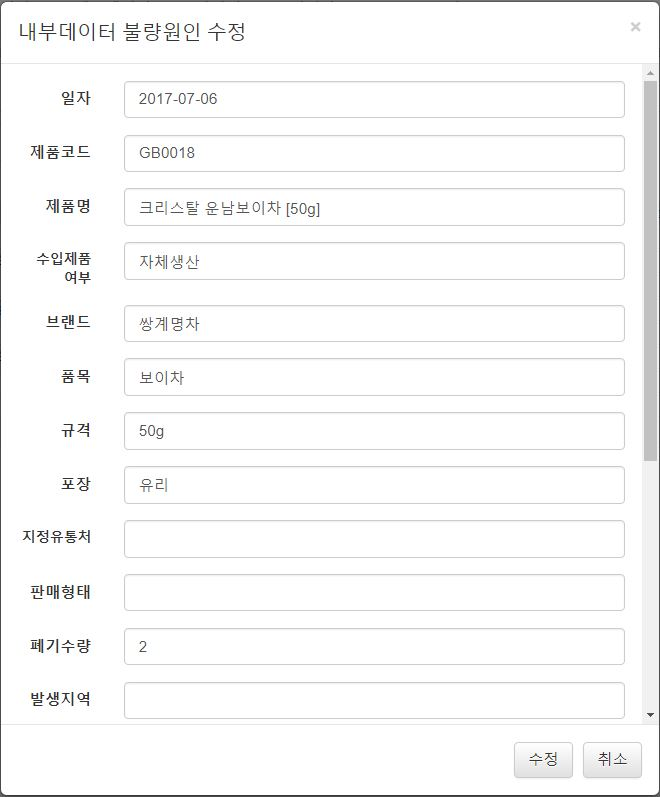 내부데이터 불량원인 수정
×
일자 2017-07-06
제품코드 GB0018
제품명 크리스탈 운남보이차 [50g]
수입제품
여부 자체생산
브랜드 쌍계명차
품목 보이차
규격 50g
포장 유리
지정유통처
판매형태
폐기수량 2
발생지역
수정 취소